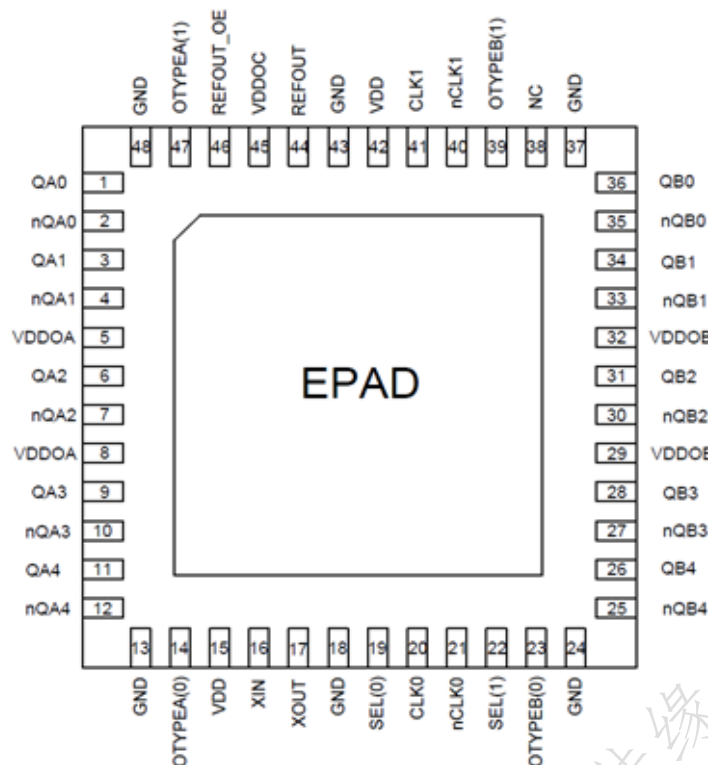 GND OTYPEA(1) REFOUT_OE VDDOC REFOUT GND VDD CLK1 nCLK1 OTYPEB(1) NC GND
48 47 46 45 44 43 42 41 40 39 38 37
QA0 1 36 QB0
nQA0 2 35 nQB0
QA1 3 34 QB1
nQA1 4 33 nQB1
VDDOA 5 32 VDDOB
QA2 6 31 QB2
EPAD
nQA2 7 30 nQB2
VDDOA 8 29 VDDOB
QA3 9 28 QB3
nQA3 10 27 nQB3
QA4 11 26 QB4
nQA4 12 25 nQB4
13 14 15 16 17 18 19 20 21 22 23 24
GND OTYPEA(0) VDD XIN XOUT GND SEL(0) CLK0 nCLK0 SEL(1) OTYPEB(0) GND
缘